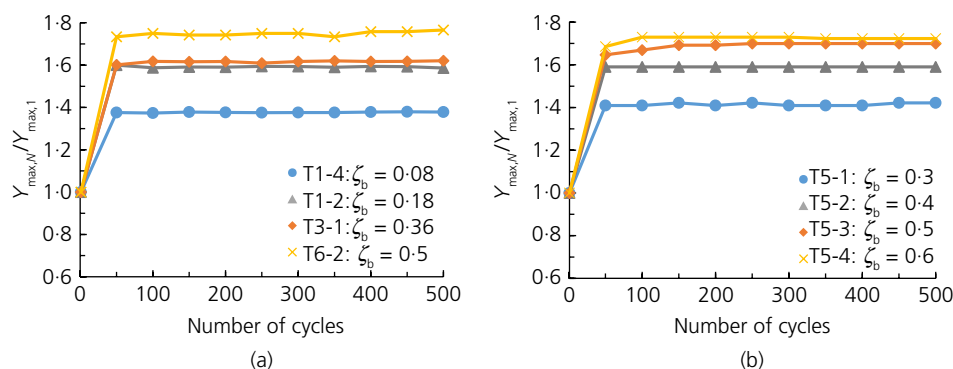 Y_max,N/Y_max,1
1·8
1·6
1·4
1·2
1·0
0·8
0·6
0
100
200
300
400
500
T1-4: ζ_b = 0·08
T1-2: ζ_b = 0·18
T3-1: ζ_b = 0·36
T6-2: ζ_b = 0·5
Number of cycles
(a)
Y_max,N/Y_max,1
1·8
1·6
1·4
1·2
1·0
0·8
0·6
0
100
200
300
400
500
T5-1: ζ_b = 0·3
T5-2: ζ_b = 0·4
T5-3: ζ_b = 0·5
T5-4: ζ_b = 0·6
Number of cycles
(b)